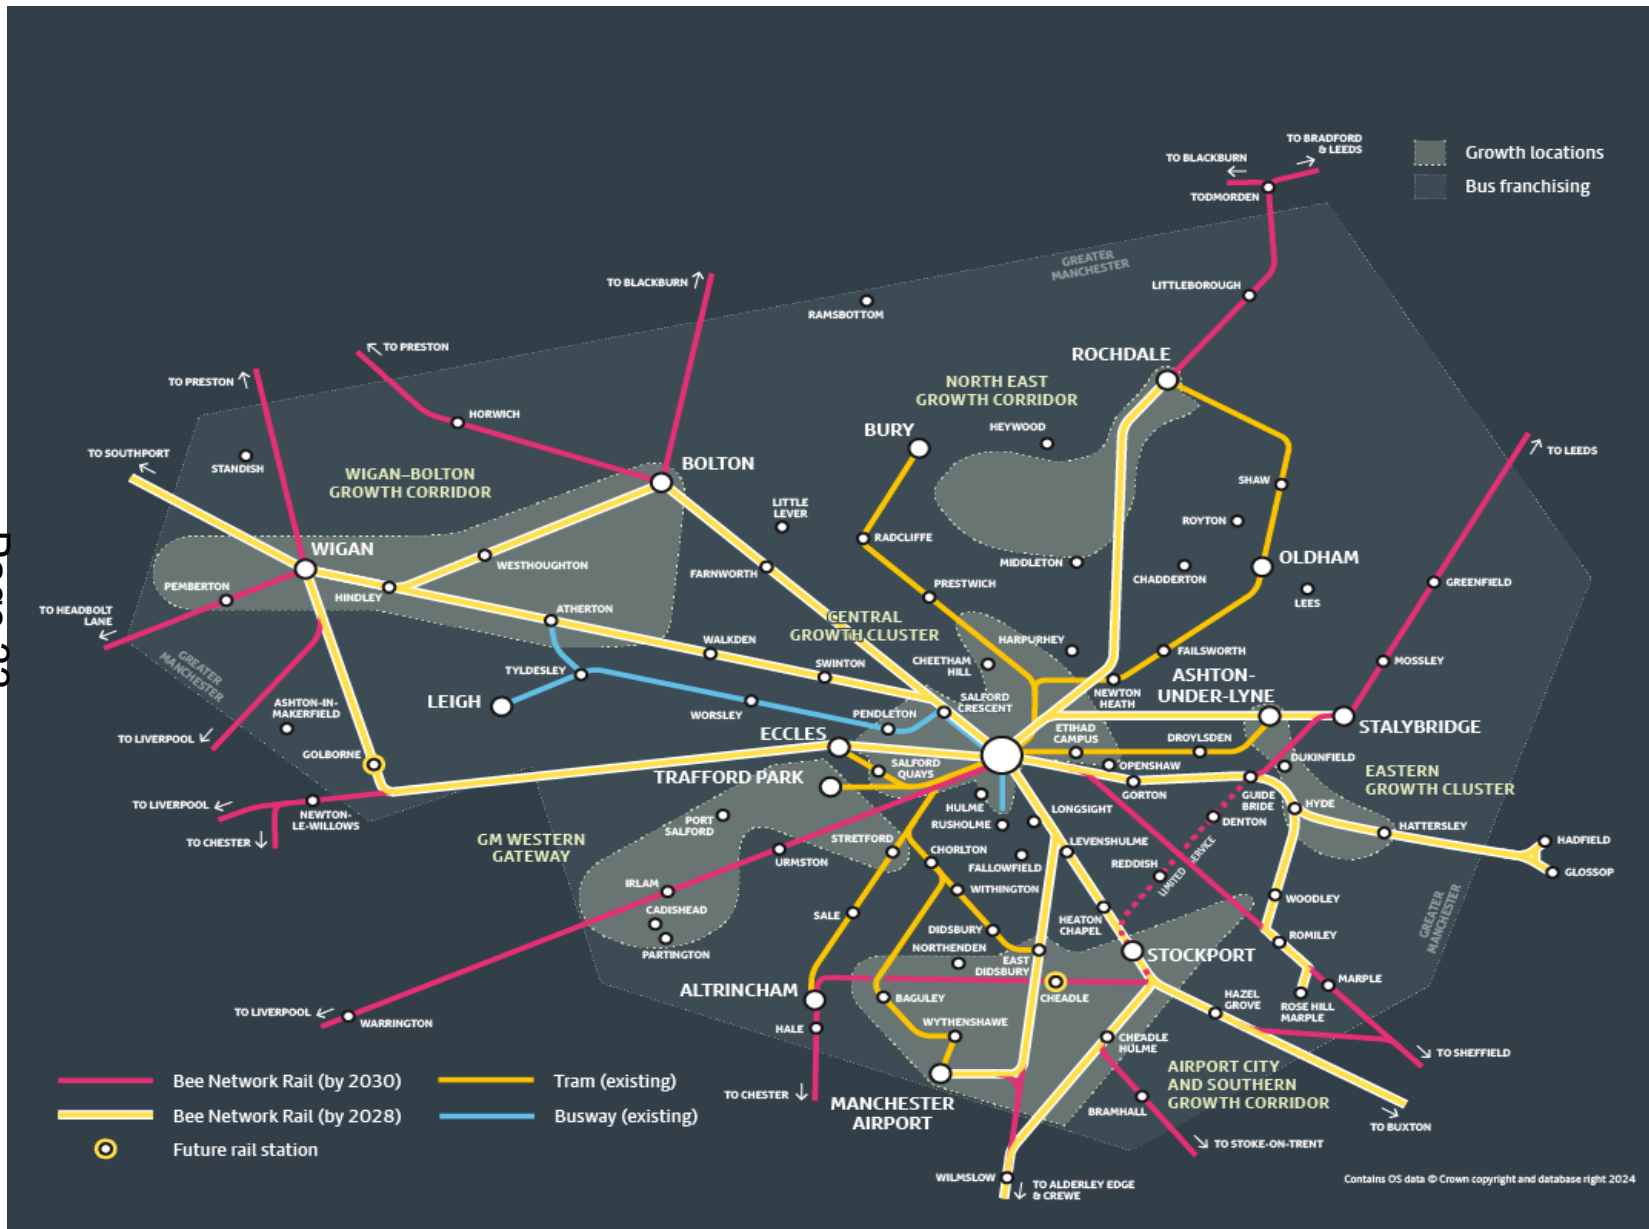 TO BRADFORD
& LEEDS
TO BLACKBURN
TODMORDEN
Growth locations
Bus franchising
GREATER
MANCHESTER
LITTLEBOROUGH
TO BLACKBURN
RAMSBOTTOM
TO PRESTON
TO PRESTON
ROCHDALE
NORTH EAST
GROWTH CORRIDOR
HEYWOOD
BURY
HORWICH
TO SOUTHPORT
STANDISH
WIGAN–BOLTON
GROWTH CORRIDOR
BOLTON
TO LEEDS
SHAW
LITTLE
LEVER
ROYTON
RADCLIFFE
WIGAN
WESTHOUGHTON
FARNWORTH
MIDDLETON
CHADDERTON
OLDHAM
PEMBERTON
HINDLEY
PRESTWICH
GREENFIELD
LEES
TO HEADBOLT
LANE
ATHERTON
CENTRAL
GROWTH CLUSTER
WALKDEN
HARPURHEY
FAILSWORTH
MOSSLEY
GREATER
MANCHESTER
TYLDESLEY
SWINTON
CHEETHAM
HILL
ASHTON-
UNDER-LYNE
NEWTON
HEATH
LEIGH
SALFORD
CRESCENT
ASHTON-IN-
MAKERFIELD
WORSLEY
PENDLETON
STALYBRIDGE
TO LIVERPOOL
GOLBORNE
ECCLES
ETIHAD
CAMPUS
DROYLSDEN
TRAFFORD PARK
SALFORD
QUAYS
OPENSHAW
DUKINFIELD
GORTON
GUIDE
BRIDE
EASTERN
GROWTH CLUSTER
TO LIVERPOOL
NEWTON-
LE-WILLOWS
TO CHESTER
HULME
LONGSIGHT
HYDE
PORT
SALFORD
RUSHOLME
DENTON
HATTERSLEY
GM WESTERN
GATEWAY
STRETFORD
LEVENSHULME
HADFIELD
URMSTON
CHORLTON
FALLOWFIELD
REDDISH
LIMITED SERVICE
GLOSSOP
IRLAM
WITHINGTON
WOODLEY
CADISHEAD
SALE
HEATON
CHAPEL
GREATER
MANCHESTER
DIDSBURY
ROMILEY
PARTINGTON
NORTHENDEN
EAST
DIDSBURY
STOCKPORT
MARPLE
ALTRINCHAM
BAGULEY
CHEADLE
HAZEL
GROVE
ROSE HILL
MARPLE
TO LIVERPOOL
WARRINGTON
HALE
WYTHENSHAWE
CHEADLE
HULME
TO SHEFFIELD
AIRPORT CITY
AND SOUTHERN
GROWTH CORRIDOR
TO CHESTER
MANCHESTER
AIRPORT
BRAMHALL
TO BUXTON
TO STOKE-ON-TRENT
WILMSLOW
TO ALDERLEY EDGE
& CREWE
Bee Network Rail (by 2030)
Tram (existing)
Bee Network Rail (by 2028)
Busway (existing)
Future rail station
Contains OS data © Crown copyright and database right 2024